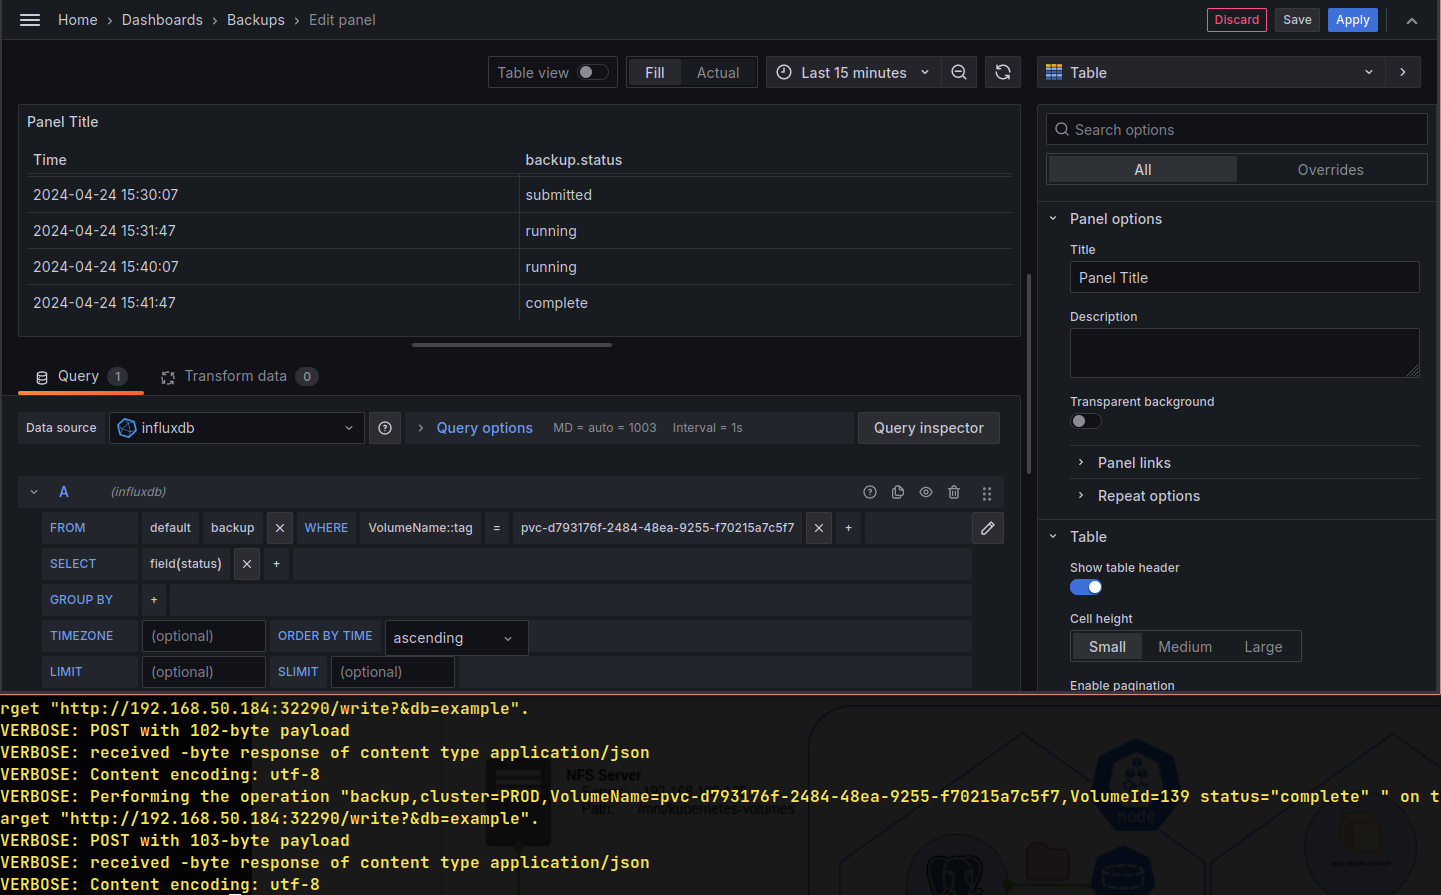 Home › Dashboards › Backups › Edit panel
Discard Save Apply
Table view Fill Actual Last 15 minutes
Table
Panel Title
Time backup.status
2024-04-24 15:30:07 submitted
2024-04-24 15:31:47 running
2024-04-24 15:40:07 running
2024-04-24 15:41:47 complete
Query 1 Transform data 0
Data source influxdb Query options MD = auto = 1003 Interval = 1s Query inspector
A (influxdb)
FROM default backup WHERE VolumeName::tag = pvc-d793176f-2484-48ea-9255-f70215a7c5f7 +
SELECT field(status) +
GROUP BY +
TIMEZONE (optional) ORDER BY TIME ascending
LIMIT (optional) SLIMIT (optional)
Search options
All Overrides
Panel options
Title
Panel Title
Description
Transparent background
Panel links
Repeat options
Table
Show table header
Cell height
Small Medium Large
Enable pagination
rget "http://192.168.50.184:32290/write?&db=example".
VERBOSE: POST with 102-byte payload
VERBOSE: received -byte response of content type application/json
VERBOSE: Content encoding: utf-8
VERBOSE: Performing the operation "backup,cluster=PROD,VolumeName=pvc-d793176f-2484-48ea-9255-f70215a7c5f7,VolumeId=139 status="complete" " on t
arget "http://192.168.50.184:32290/write?&db=example".
VERBOSE: POST with 103-byte payload
VERBOSE: received -byte response of content type application/json
VERBOSE: Content encoding: utf-8
NFS Server
Path: /mnt/kubernetes-volumes
node